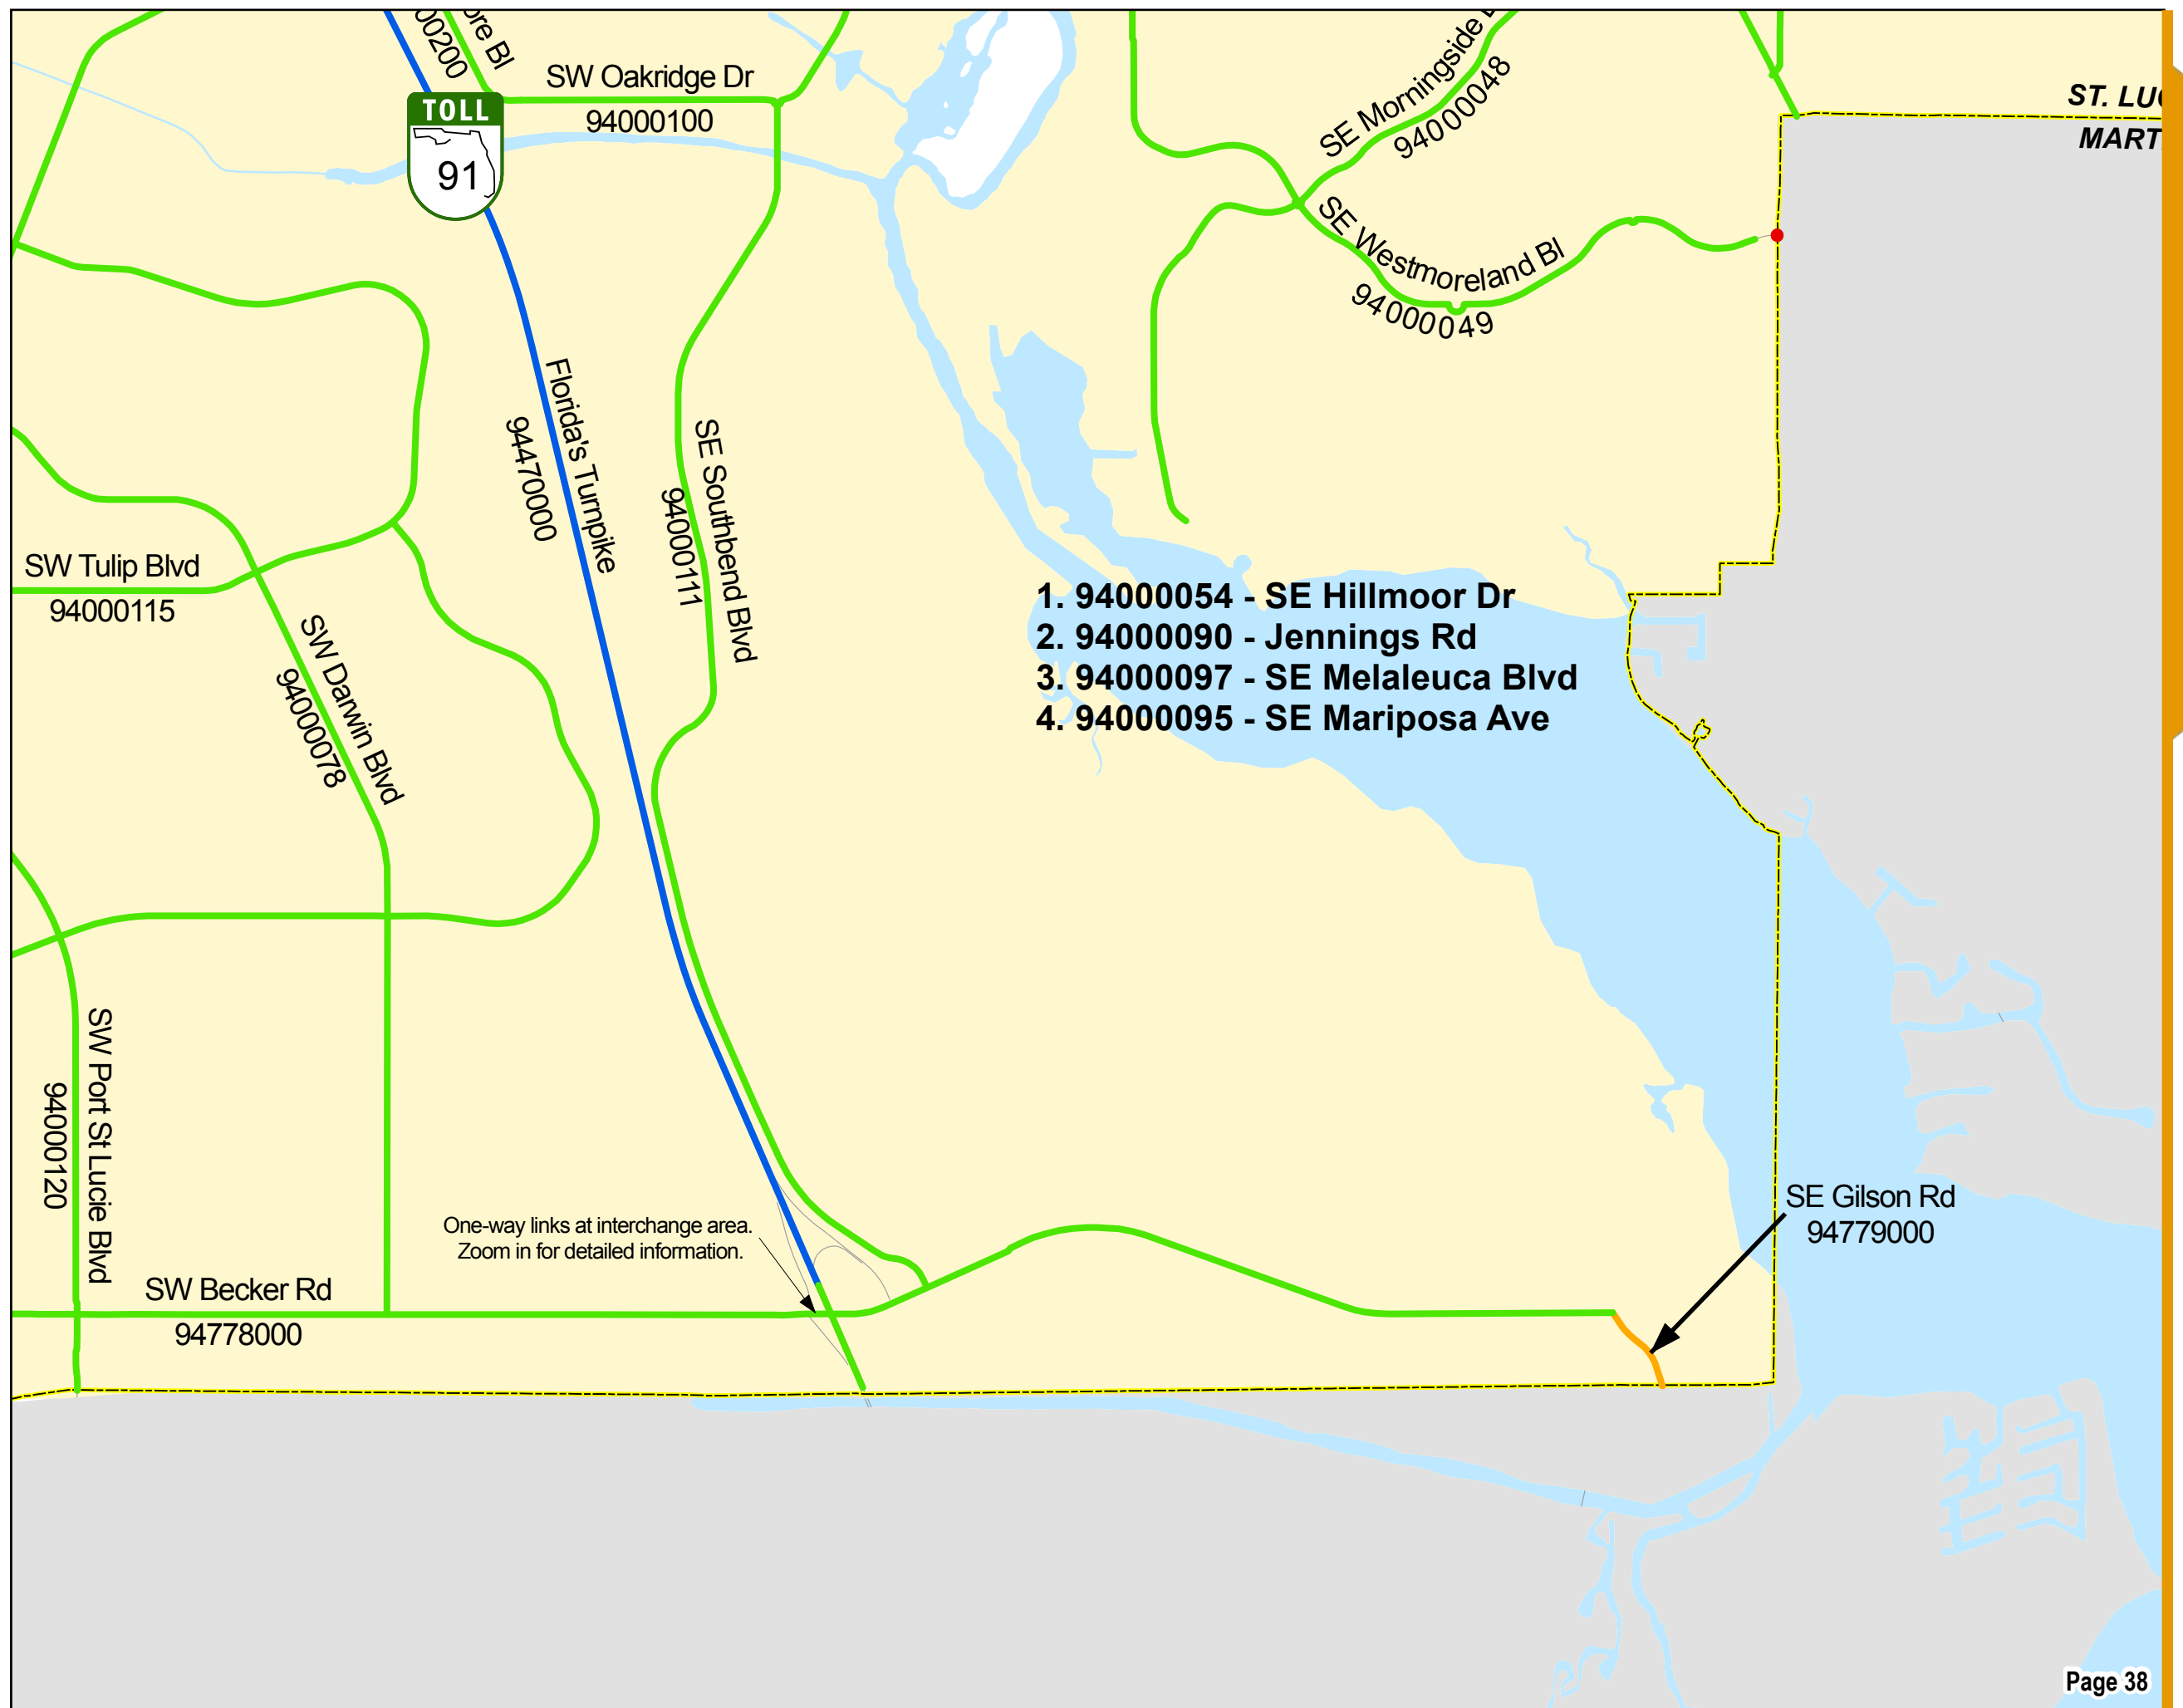 ore Bl
00200
SW Oakridge Dr
94000100
TOLL
91
SE Morningside
94000048
ST. LU
MART
SE Westmoreland Bl
94000049
Florida's Turnpike
94470000
SE Southbend Blvd
94000111
SW Tulip Blvd
94000115
SW Darwin Blvd
94000078
1. 94000054 - SE Hillmoor Dr
2. 94000090 - Jennings Rd
3. 94000097 - SE Melaleuca Blvd
4. 94000095 - SE Mariposa Ave
SW Port St Lucie Blvd
94000120
One-way links at interchange area.
Zoom in for detailed information.
SE Gilson Rd
94779000
SW Becker Rd
94778000
Page 38